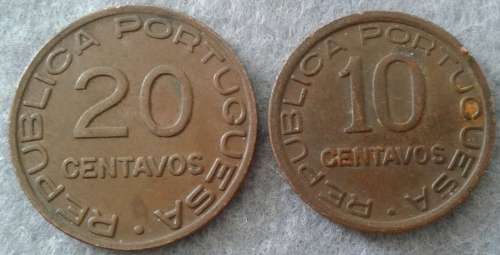 REPUBLICA PORTUGUESA.
20
CENTAVOS
REPUBLICA PORTUGUESA.
10
CENTAVOS